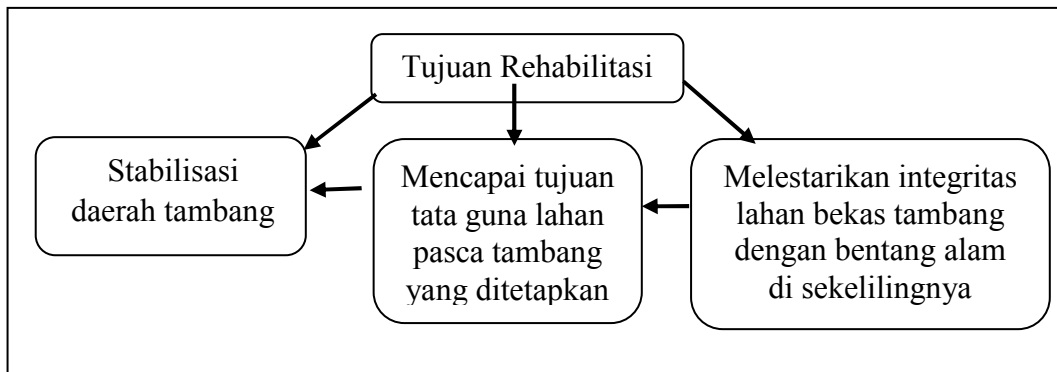 Tujuan Rehabilitasi
Stabilisasi
daerah tambang
Mencapai tujuan
tata guna lahan
pasca tambang
yang ditetapkan
Melestarikan integritas
lahan bekas tambang
dengan bentang alam
di sekelilingnya